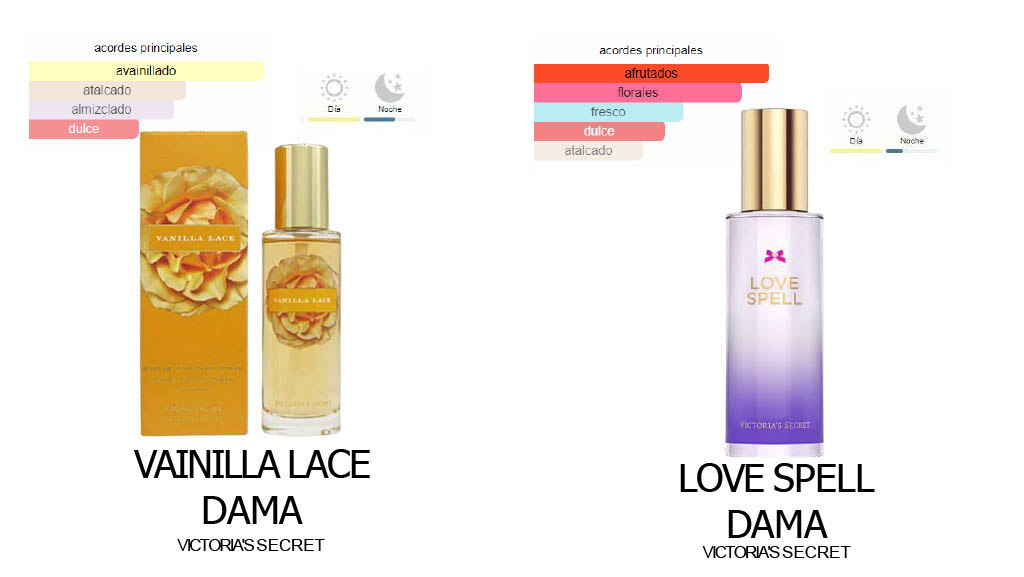 acordes principales
avainillado
atalcado
almizclado
dulce
Día
Noche
VANILLA LACE
VANILLA LACE
VICTORIA'S SECRET
VAINILLA LACE
DAMA
VICTORIA'S SECRET
acordes principales
afrutados
florales
fresco
dulce
atalcado
Día
Noche
LOVE
SPELL
VICTORIA'S SECRET
LOVE SPELL
DAMA
VICTORIA'S SECRET